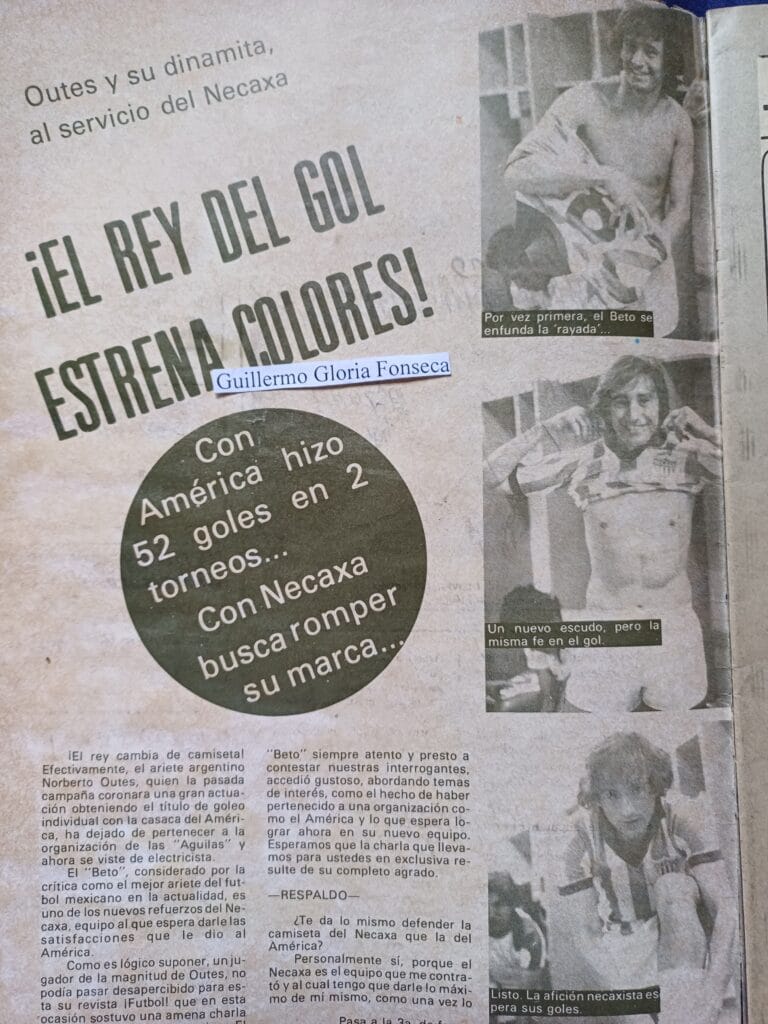 Outes y su dinamita,
al servicio del Necaxa
¡EL REY DEL GOL
ESTRENA COLORES!
Guillermo Gloria Fonseca
Con
América hizo
52 goles en 2
torneos...
Con Necaxa
busca romper
su marca...
Por vez primera, el Beto se
enfunda la 'rayada'...
Un nuevo escudo, pero la
misma fe en el gol.
Listo. La afición necaxista es
pera sus goles.
¡El rey cambia de camiseta!
Efectivamente, el ariete argentino
Norberto Outes, quien la pasada
campaña coronara una gran actua-
ción obteniendo el título de goleo
individual con la casaca del Améri-
ca, ha dejado de pertenecer a la
organización de las "Aguilas" y
ahora se viste de electricista.
El "Beto", considerado por la
crítica como el mejor ariete del fut-
bol mexicano en la actualidad, es
uno de los nuevos refuerzos del Ne-
caxa, equipo al que espera darle las
satisfacciones que le dio al
América.
Como es lógico suponer, un ju-
gador de la magnitud de Outes, no
podía pasar desapercibido para es-
ta su revista ¡Futbol! que en esta
ocasión sostuvo una amena charla
"Beto" siempre atento y presto a
contestar nuestras interrogantes,
accedió gustoso, abordando temas
de interés, como el hecho de haber
pertenecido a una organización co-
mo el América y lo que espera lo-
grar ahora en su nuevo equipo.
Esperamos que la charla que lleva-
mos para ustedes en exclusiva re-
sulte de su completo agrado.
—RESPALDO—
¿Te da lo mismo defender la
camiseta del Necaxa que la del
América?
Personalmente sí, porque el
Necaxa es el equipo que me contra-
tó y al cual tengo que darle lo máxi-
mo de mí mismo, como una vez lo
Pasa a la 3a. de f